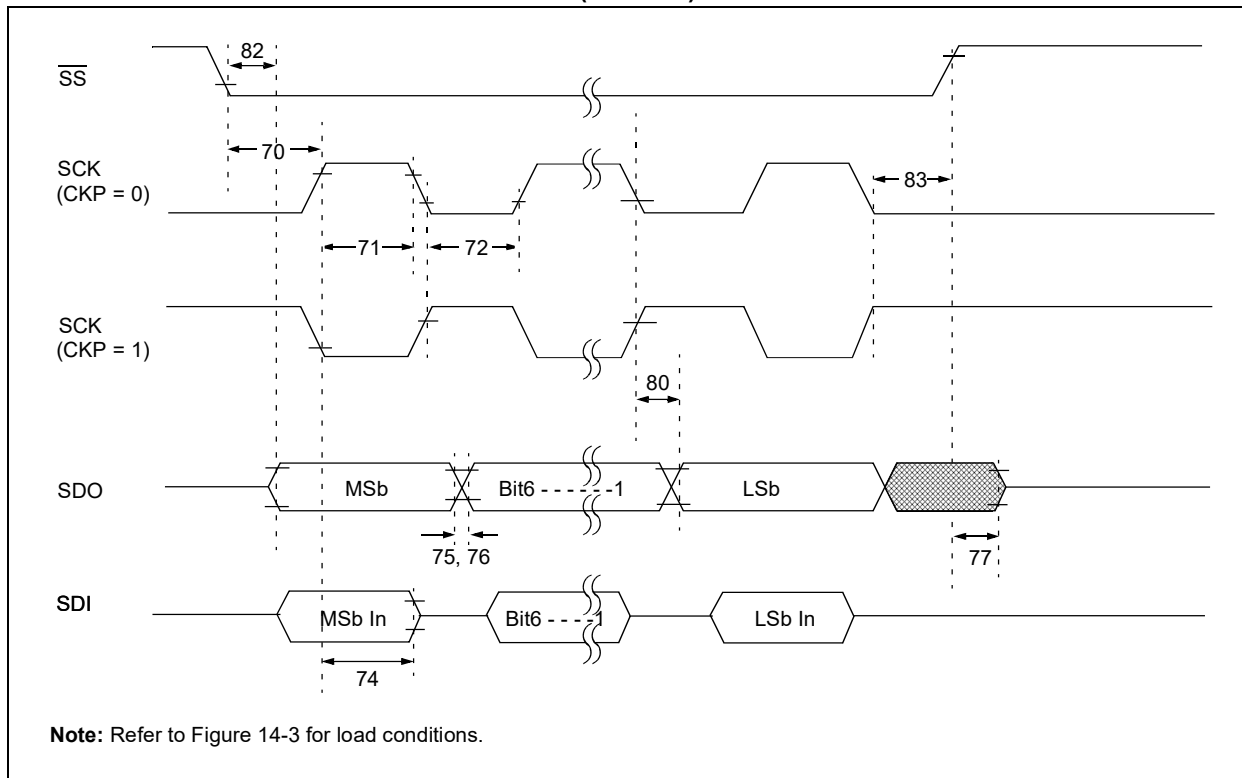 82
SS
70
SCK
(CKP = 0)
83
71
72
SCK
(CKP = 1)
80
SDO
MSb
Bit6 - - - - - -1
LSb
75, 76
77
SDI
MSb In
Bit6 - - - -1
LSb In
74
Note: Refer to Figure 14-3 for load conditions.